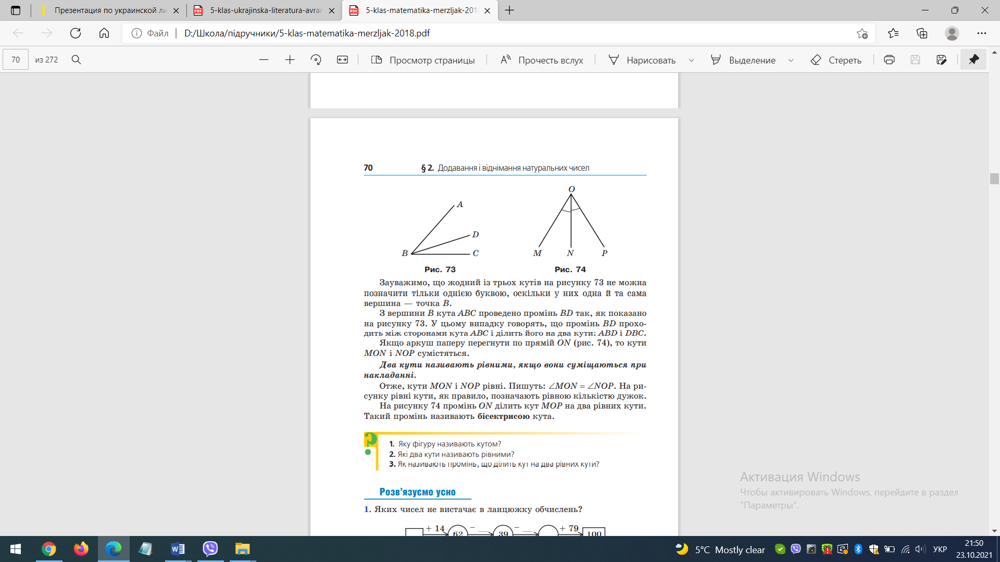 Презентация по украинской ли
5-klas-ukrajinska-literatura-avra
5-klas-matematika-merzljak-201
Файл
D:/Школа/підручники/5-klas-matematika-merzljak-2018.pdf
70 из 272
Просмотр страницы
Прочесть вслух
Нарисовать
Выделение
Стереть
70 § 2. Додавання і віднімання натуральних чисел
A
D
B
C
Рис. 73
O
M
N
P
Рис. 74
Зауважимо, що жодний із трьох кутів на рисунку 73 не можна
позначити тільки однією буквою, оскільки у них одна й та сама
вершина — точка B.
З вершини B кута ABC проведено промінь BD так, як показано
на рисунку 73. У цьому випадку говорять, що промінь BD прохо-
дить між сторонами кута ABC і ділить його на два кути: ABD і DBC.
Якщо аркуш паперу перегнути по прямій ON (рис. 74), то кути
MON і NOP сумістяться.
Два кути називають рівними, якщо вони суміщаються при
накладанні.
Отже, кути MON і NOP рівні. Пишуть: ∠MON = ∠NOP. На ри-
сунку рівні кути, як правило, позначають рівною кількістю дужок.
На рисунку 74 промінь ON ділить кут MOP на два рівних кути.
Такий промінь називають бісектрисою кута.
?
1. Яку фігуру називають кутом?
2. Які два кути називають рівними?
3. Як називають промінь, що ділить кут на два рівних кути?
Розв’язуємо усно
1. Яких чисел не вистачає в ланцюжку обчислень?
+ 14 62 – __ 39 – __ + 79 100
Активация Windows
Чтобы активировать Windows, перейдите в раздел
"Параметры".
5°C Mostly clear
УКР
21:50
23.10.2021